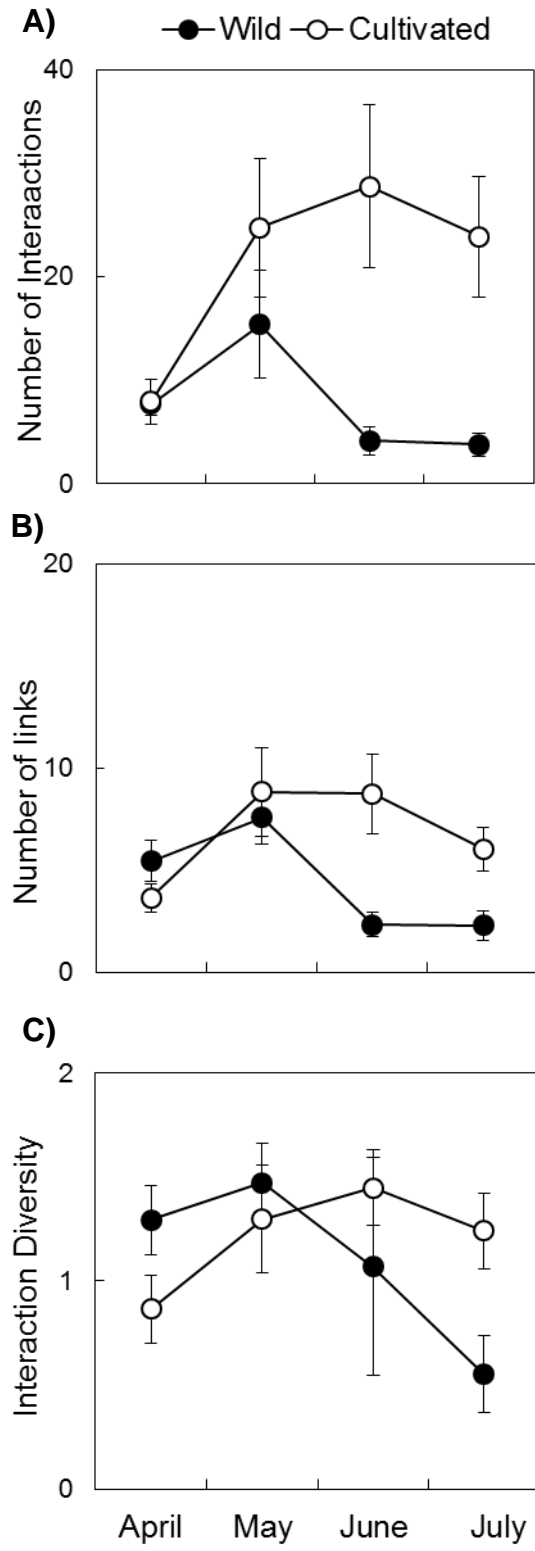 A)
Wild Cultivated
40
20
0
Number of Interaactions
B)
20
10
0
Number of links
C)
2
1
0
Interaction Diversity
April May June July